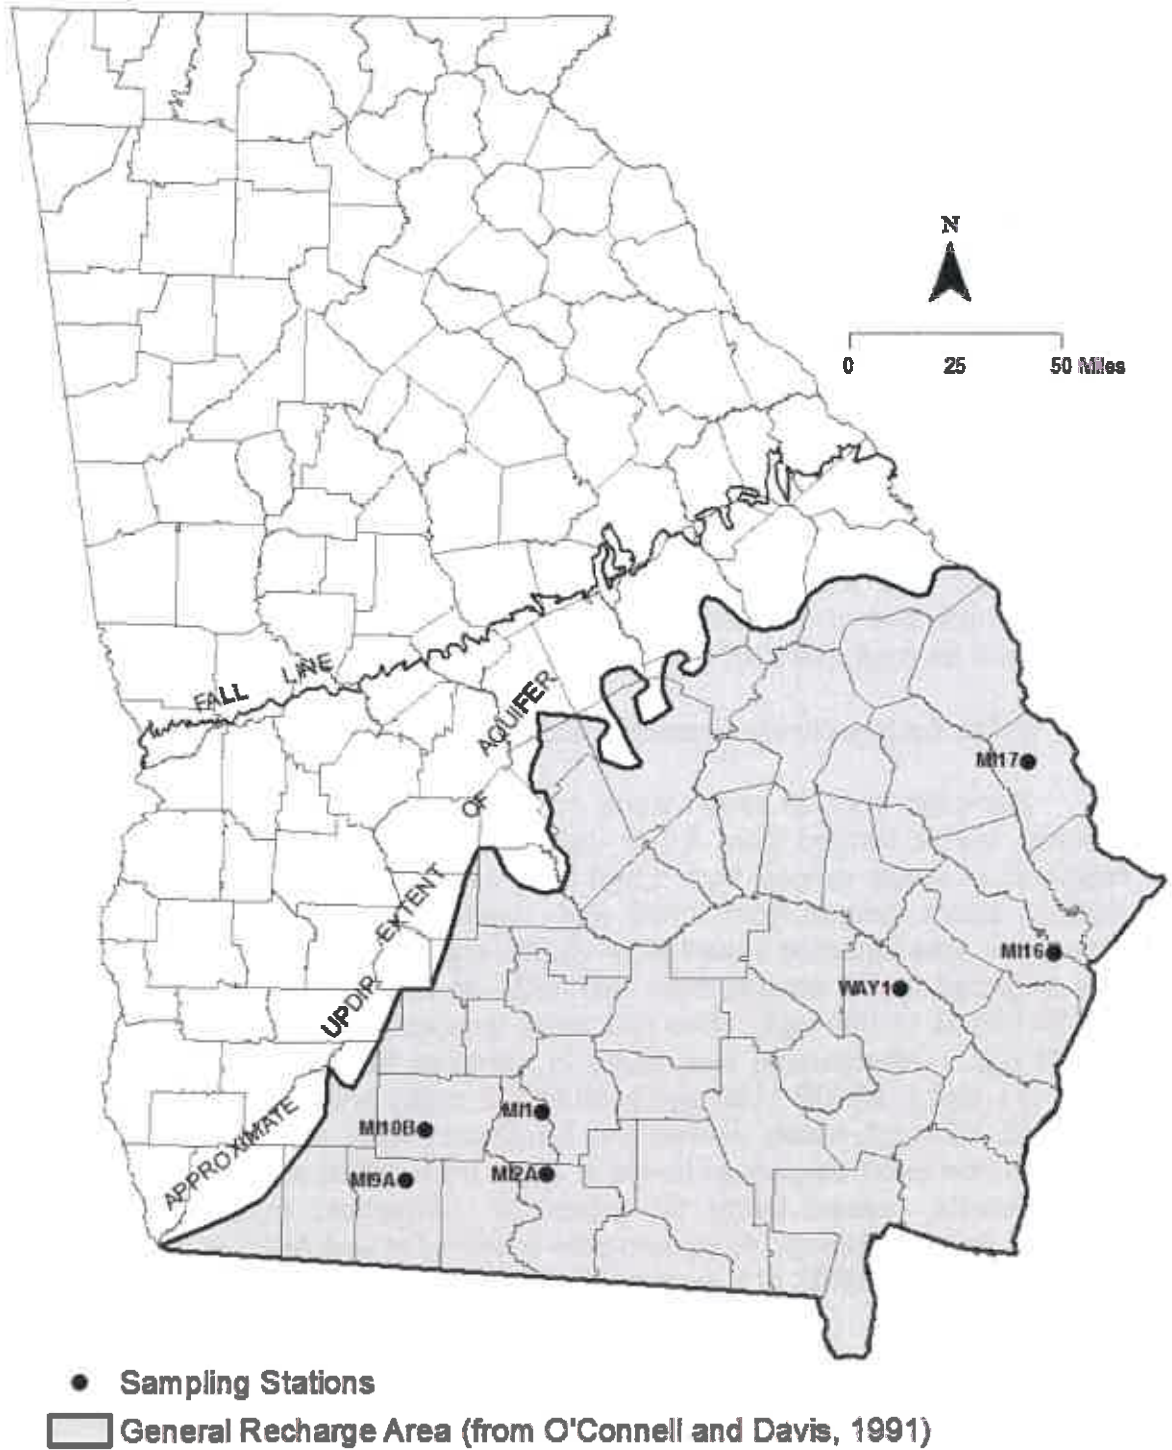 N
0 25 50 Miles
FALL LINE
APPROXIMATE UPDIP EXTENT OF AQUIFER
MI17
MI16
WAY1
MI1
MI10B
MI2A
MI9A
Sampling Stations
General Recharge Area (from O'Connell and Davis, 1991)